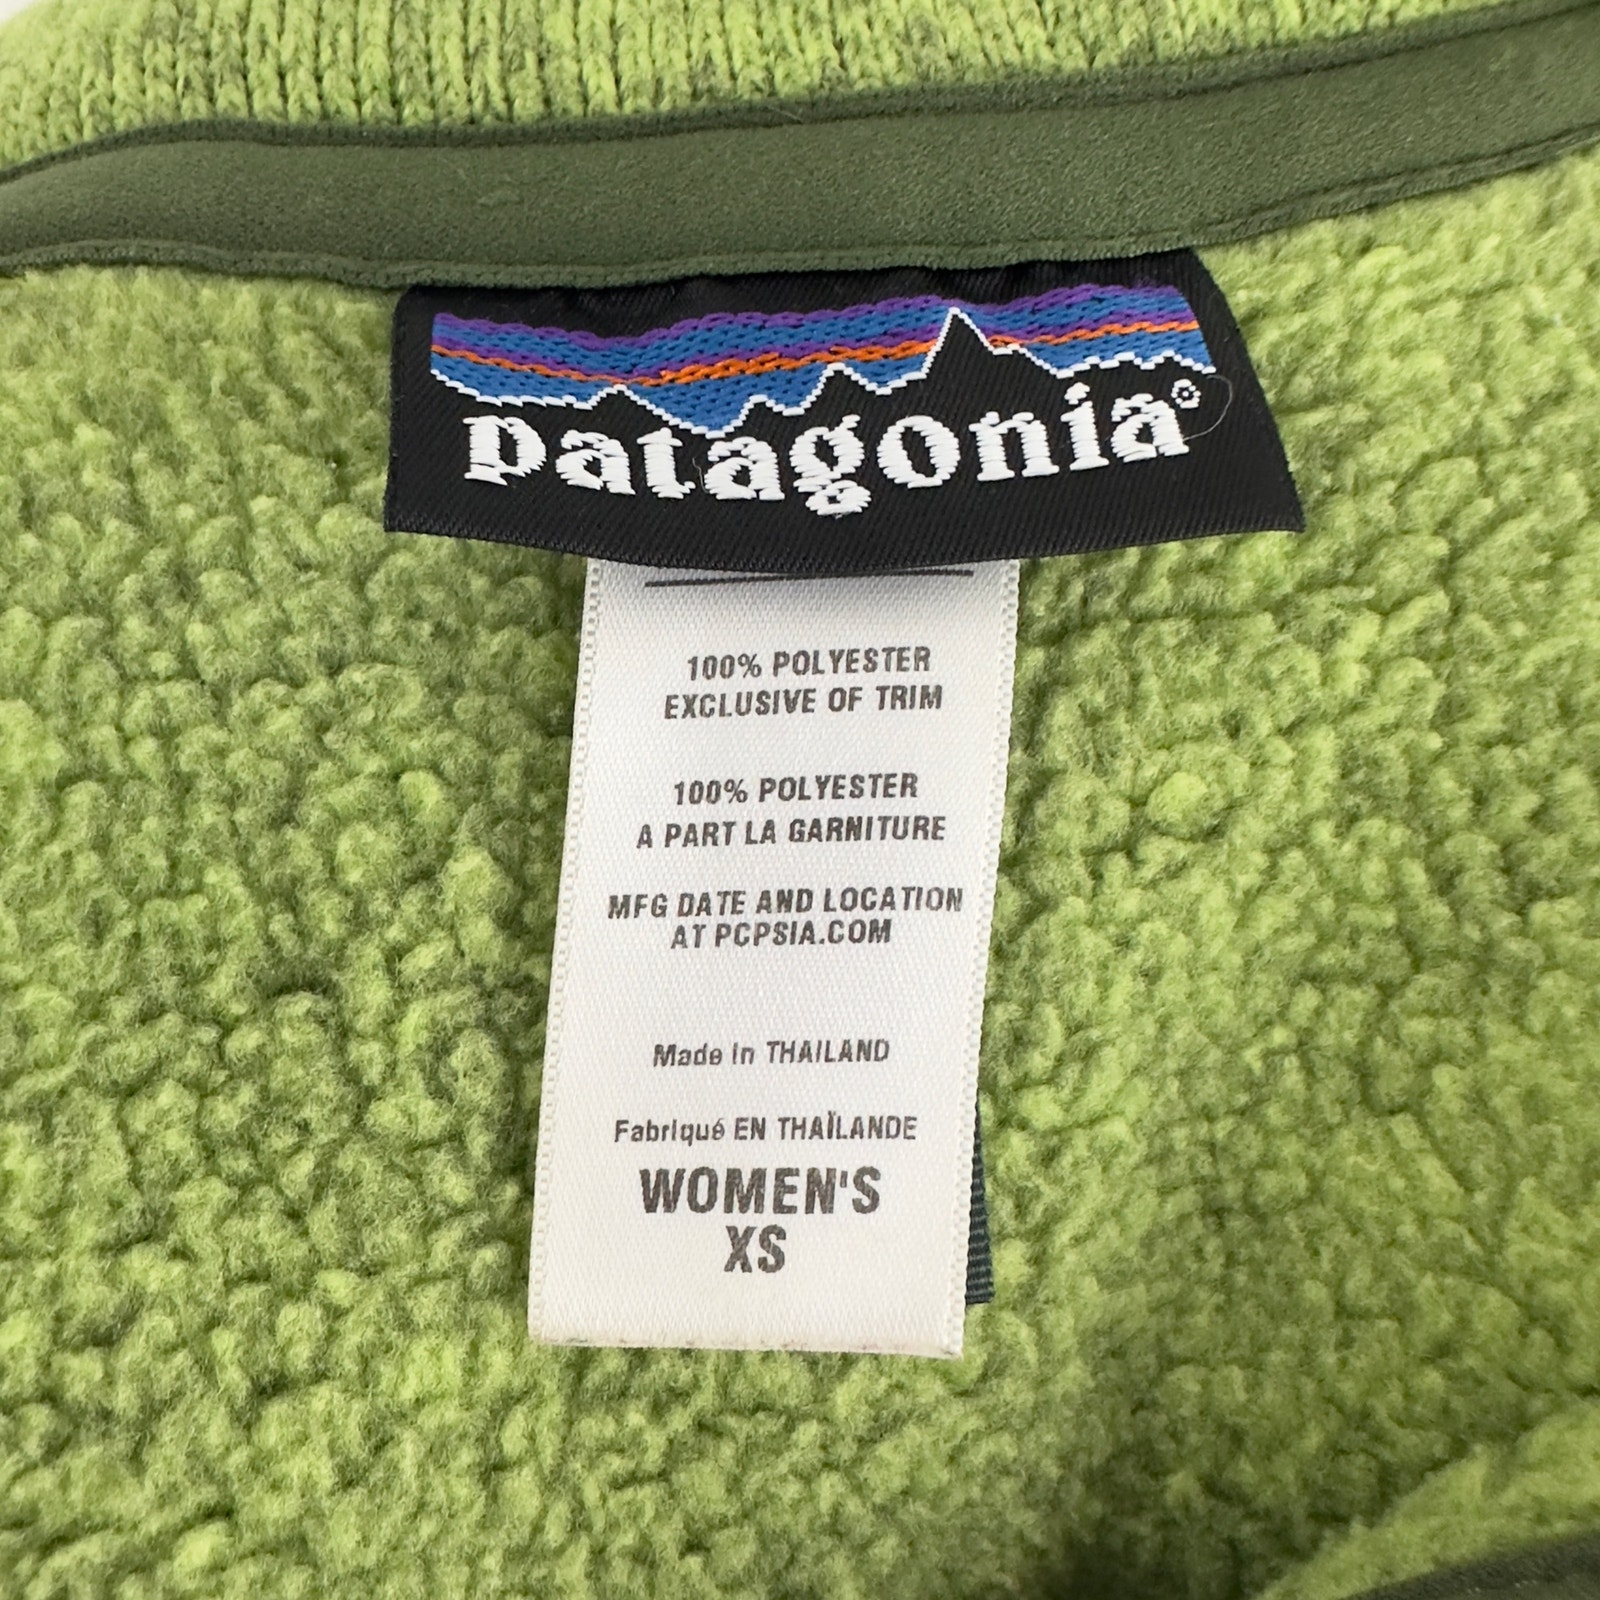 patagonia®
100% POLYESTER
EXCLUSIVE OF TRIM
100% POLYESTER
A PART LA GARNITURE
MFG DATE AND LOCATION
AT PCPSIA.COM
Made in THAILAND
Fabriqué EN THAÏLANDE
WOMEN'S
XS